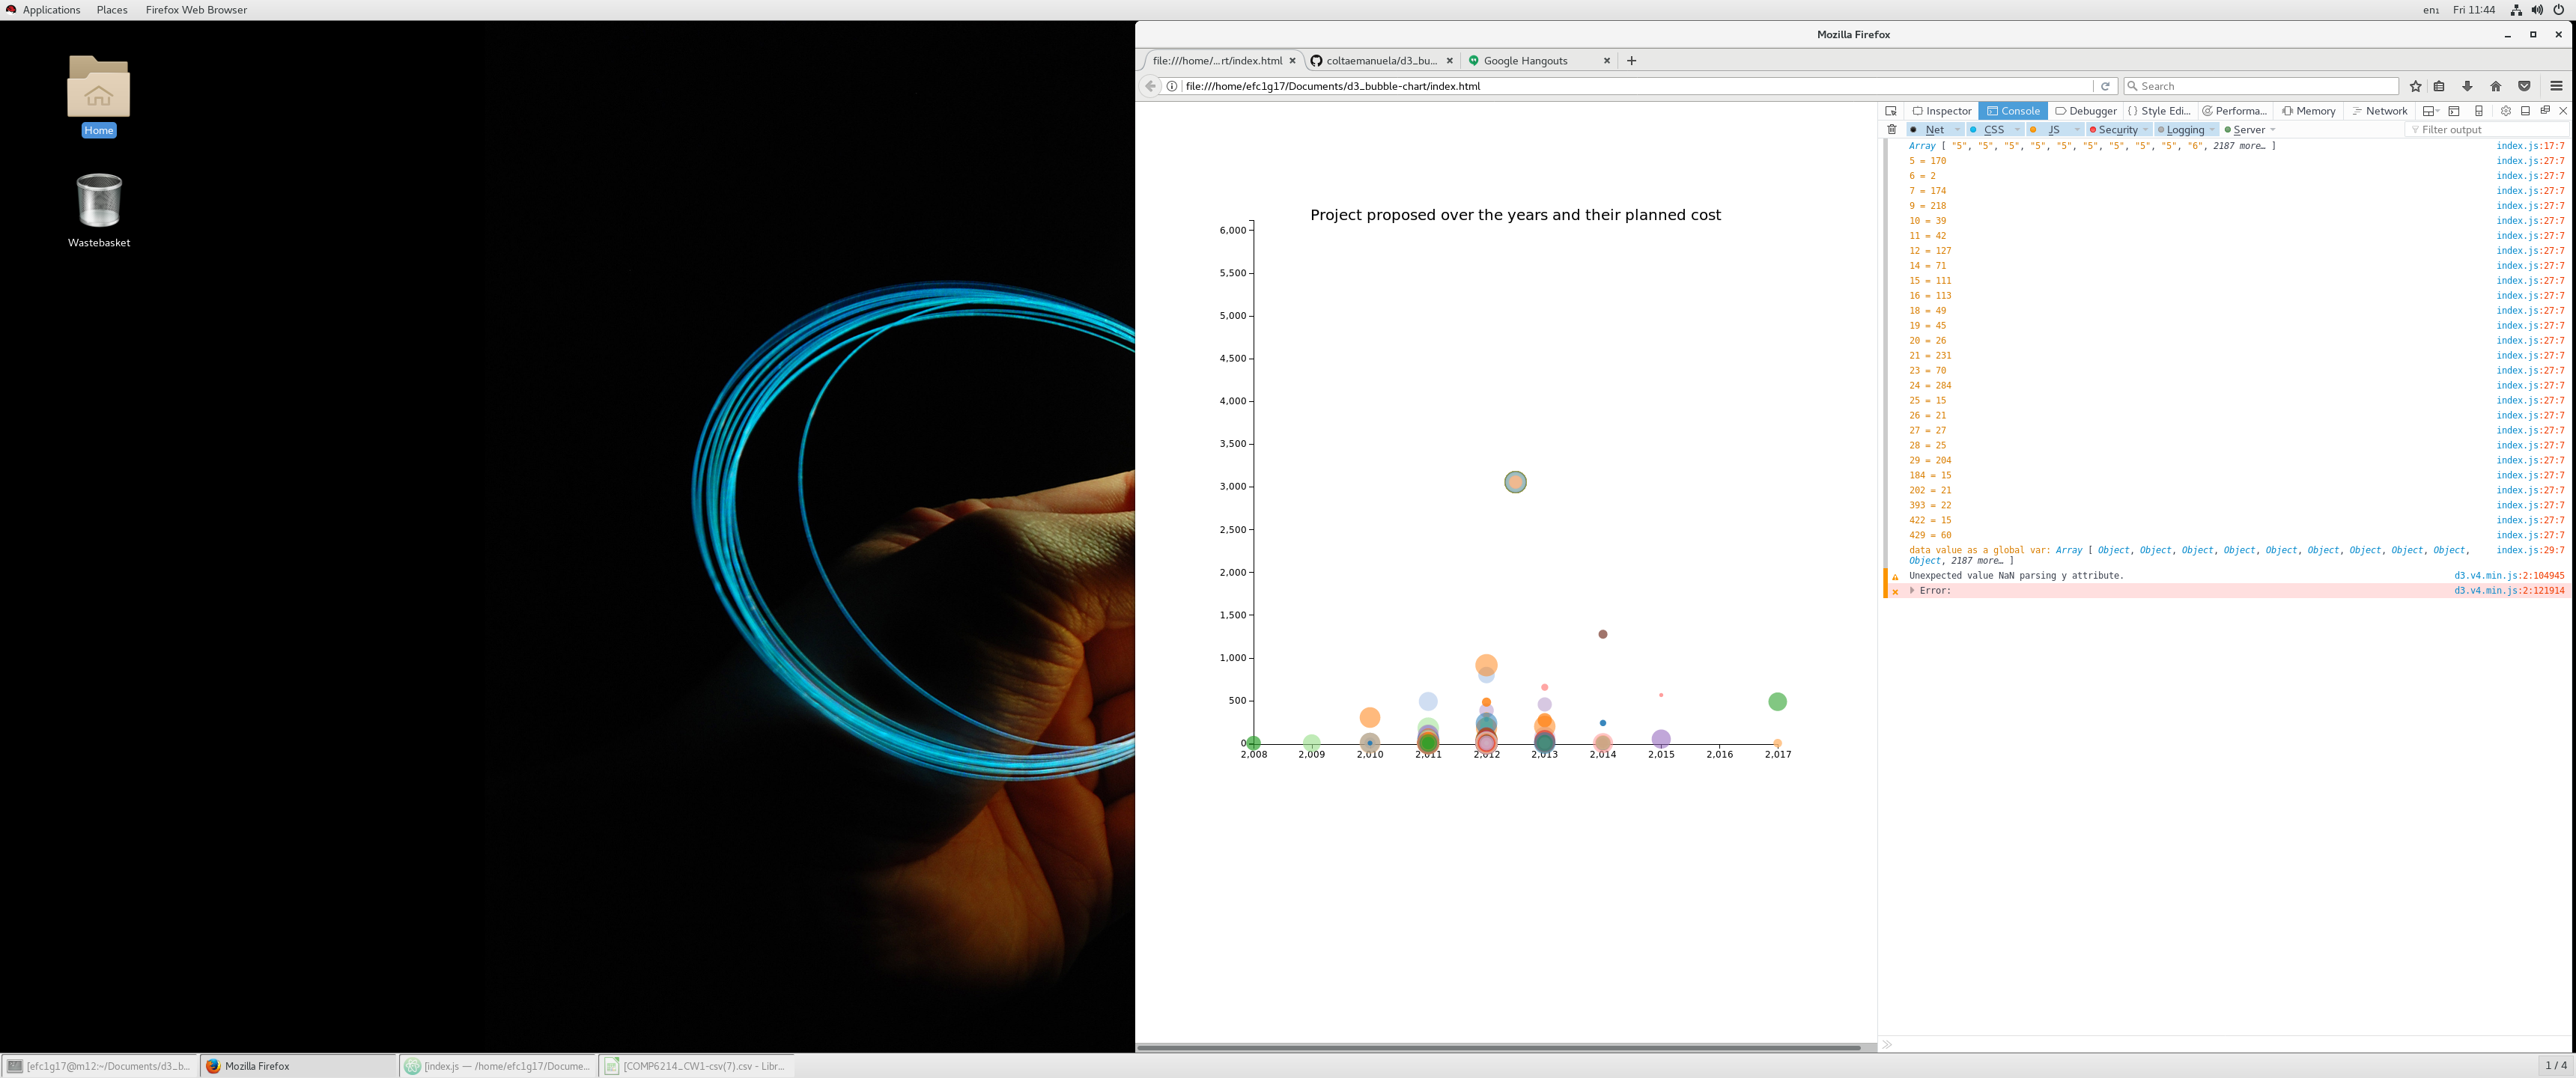 Applications Places Firefox Web Browser
en1 Fri 11:44
Home
Wastebasket
Mozilla Firefox
file:///home/...rt/index.html
coltaemanuela/d3_bu...
Google Hangouts
file:///home/efc1g17/Documents/d3_bubble-chart/index.html
Search
Inspector Console Debugger { } Style Edi... Performa... Memory Network
Net CSS JS Security Logging Server
Filter output
Project proposed over the years and their planned cost
6,000
5,500
5,000
4,500
4,000
3,500
3,000
2,500
2,000
1,500
1,000
500
0
2,008 2,009 2,010 2,011 2,012 2,013 2,014 2,015 2,016 2,017
Array [ "5", "5", "5", "5", "5", "5", "5", "5", "5", "6", 2187 more… ] index.js:17:7
5 = 170 index.js:27:7
6 = 2 index.js:27:7
7 = 174 index.js:27:7
9 = 218 index.js:27:7
10 = 39 index.js:27:7
11 = 42 index.js:27:7
12 = 127 index.js:27:7
14 = 71 index.js:27:7
15 = 111 index.js:27:7
16 = 113 index.js:27:7
18 = 49 index.js:27:7
19 = 45 index.js:27:7
20 = 26 index.js:27:7
21 = 231 index.js:27:7
23 = 70 index.js:27:7
24 = 284 index.js:27:7
25 = 15 index.js:27:7
26 = 21 index.js:27:7
27 = 27 index.js:27:7
28 = 25 index.js:27:7
29 = 204 index.js:27:7
184 = 15 index.js:27:7
202 = 21 index.js:27:7
393 = 22 index.js:27:7
422 = 15 index.js:27:7
429 = 60 index.js:27:7
data value as a global var: Array [ Object, Object, Object, Object, Object, Object, Object, Object, Object, index.js:29:7
Object, 2187 more… ]
Unexpected value NaN parsing y attribute. d3.v4.min.js:2:104945
Error: d3.v4.min.js:2:121914
[efc1g17@m12:~/Documents/d3_b...
Mozilla Firefox
[index.js — /home/efc1g17/Docume...
[COMP6214_CW1-csv(7).csv - Libr...
1 / 4